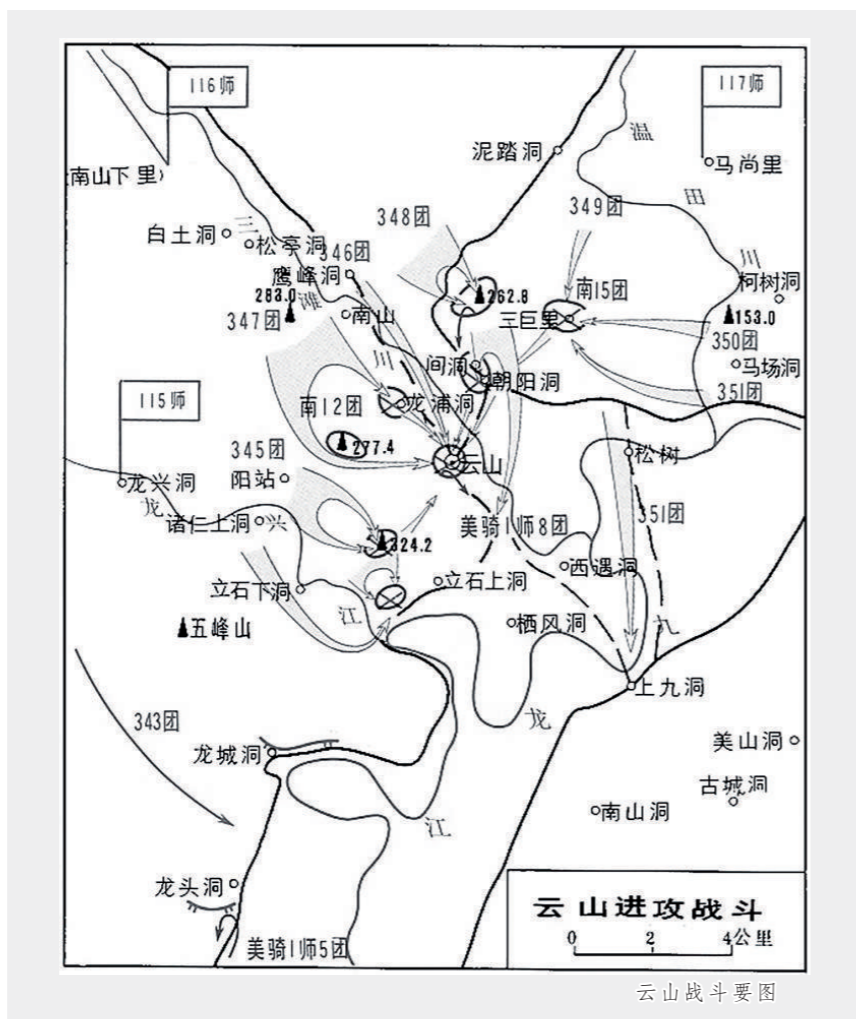 116师
117师
泥踏洞
温
马尚里
南山下里)
田
348团
349团
三
白土洞
松亭洞
346团
川
鹰峰洞
柯树洞
283.0
滩
262.8
南15团
347团
南山
三巨里
153.0
350团
川
间洞
马场洞
朝阳洞
351团
115师
南12团
龙浦洞
345团
277.4
云山
松树
阳站
龙兴洞
龙
诸仁上洞
兴
美骑1师8团
351团
324.2
西遇洞
立石下洞
立石上洞
江
五峰山
栖风洞
九
上九洞
343团
龙
龙城洞
美山洞
古城洞
江
南山洞
龙头洞
云山进攻战斗
美骑1师5团
0 2 4公里
云山战斗要图